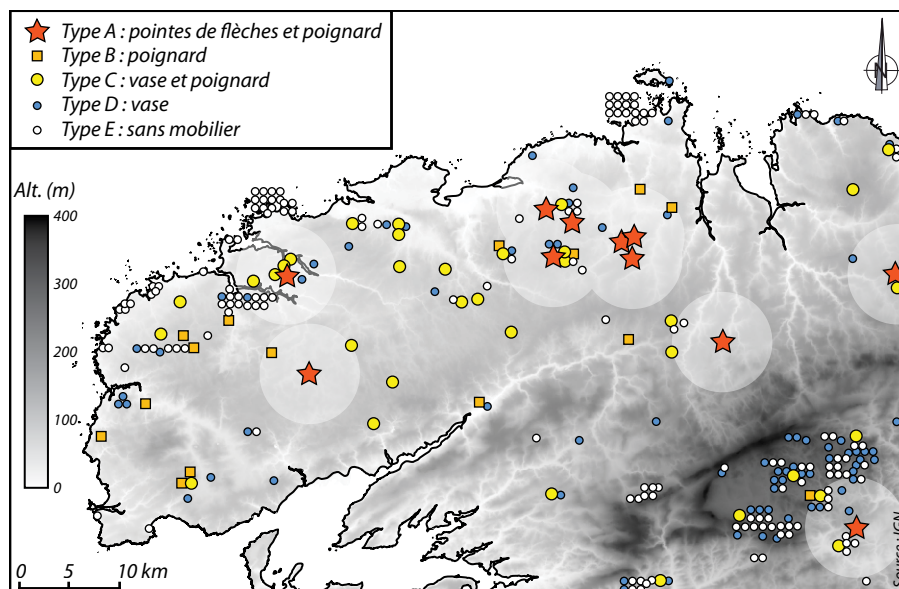 Type A : pointes de flèches et poignard
Type B : poignard
Type C : vase et poignard
Type D : vase
Type E : sans mobilier
N
Alt. (m)
400
300
200
100
0
0 5 10 km
Source: IGN